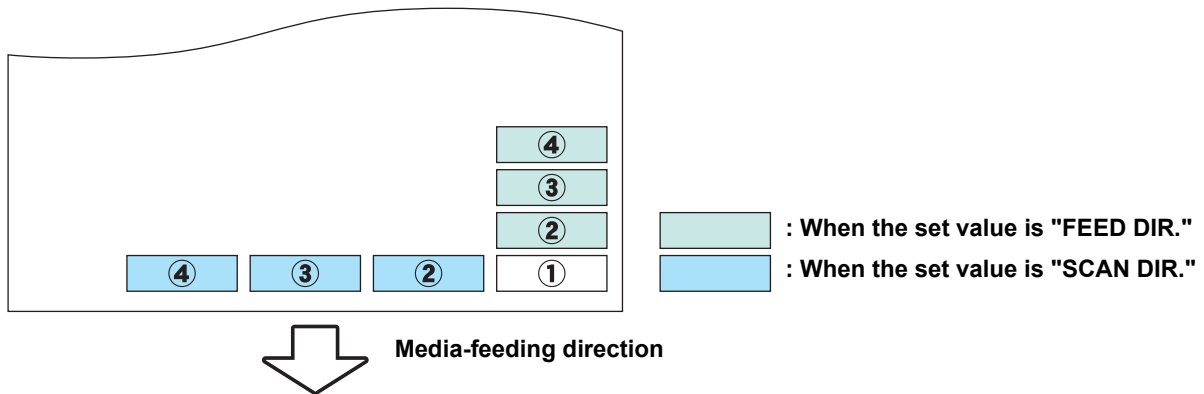 ④
③
② : When the set value is "FEED DIR."
④ ③ ② ① : When the set value is "SCAN DIR."
Media-feeding direction